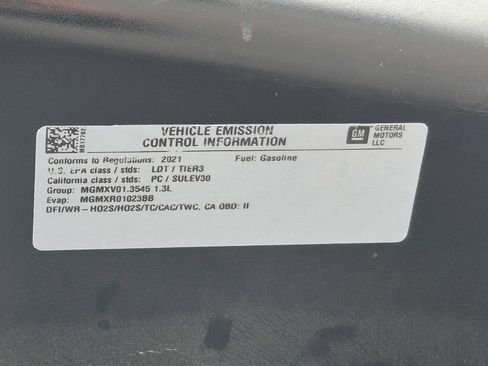 VEHICLE EMISSION
CONTROL INFORMATION
GM GENERAL MOTORS LLC
Conforms to Regulations: 2021 Fuel: Gasoline
U.S. EPA class / stds: LDT / TIER3
California class / stds: PC / SULEV30
Group: MGMXV01.3545 1.3L
Evap: MGMXR01023BB
DFI/WR-HO2S/HO2S/TC/CAC/TWC, CA OBD: II